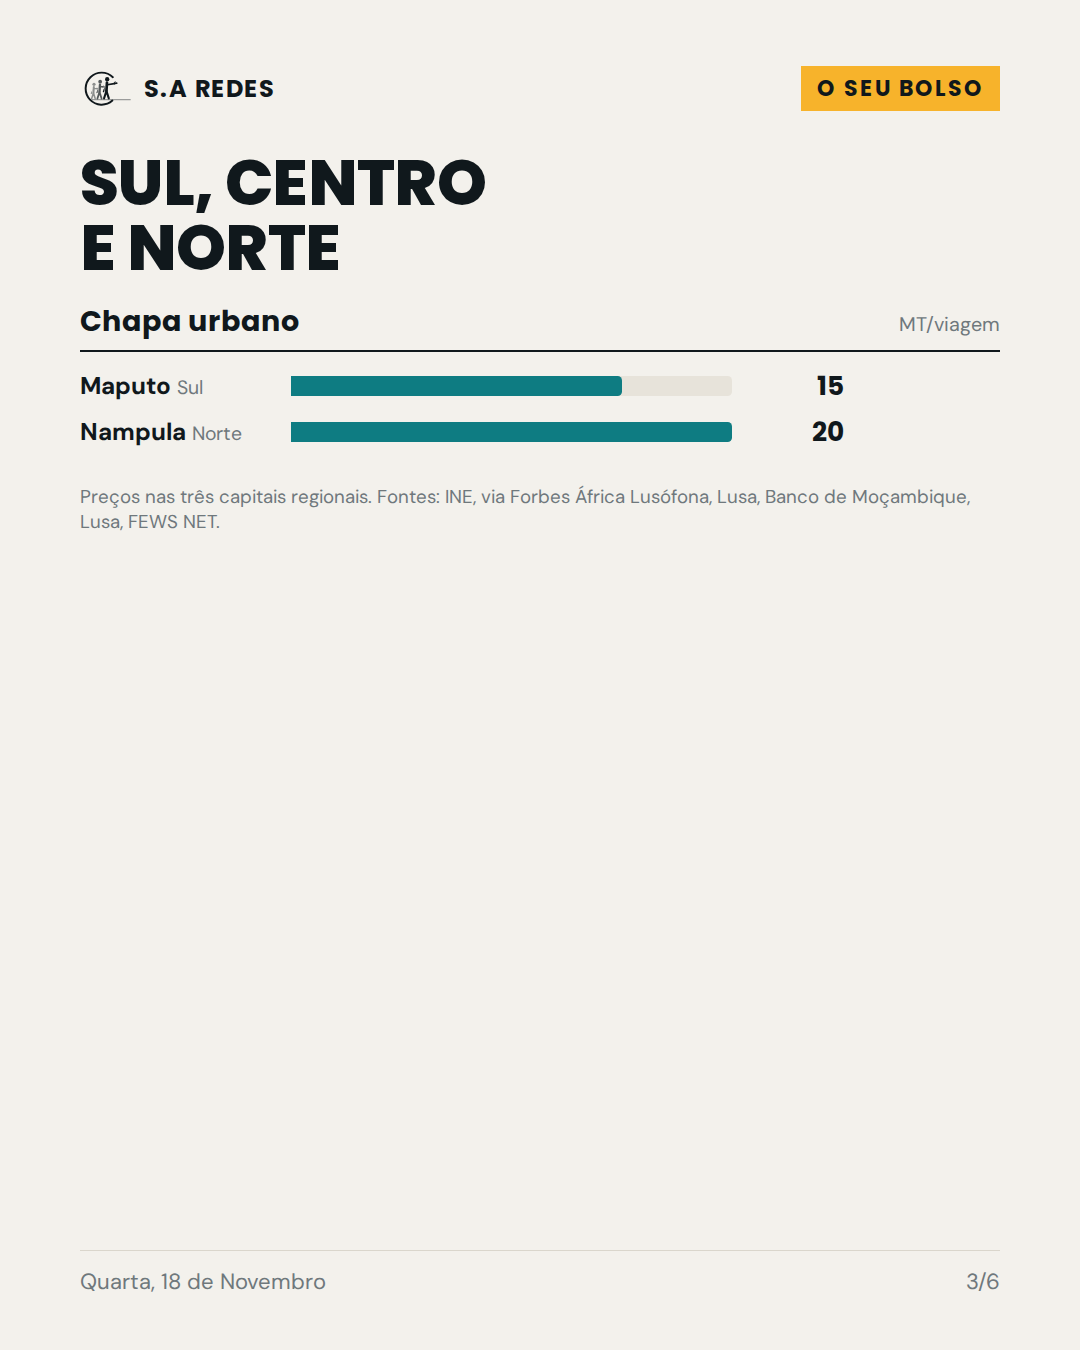 S.A REDES
O SEU BOLSO
SUL, CENTRO
E NORTE
Chapa urbano
MT/viagem
Maputo Sul 15
Nampula Norte 20
Preços nas três capitais regionais. Fontes: INE, via Forbes África Lusófona, Lusa, Banco de Moçambique,
Lusa, FEWS NET.
Quarta, 18 de Novembro
3/6